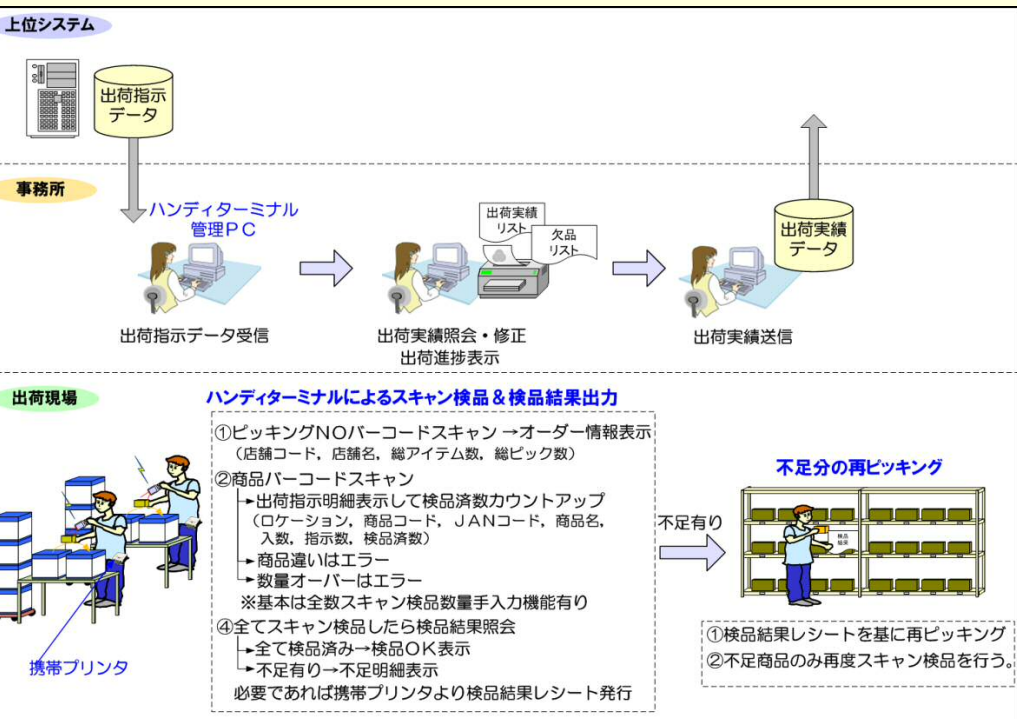 上位システム
出荷指示
データ
事務所
ハンディターミナル
管理PC
出荷実績
リスト
欠品
リスト
出荷実績
データ
出荷指示データ受信
出荷実績照会・修正
出荷進捗表示
出荷実績送信
出荷現場
ハンディターミナルによるスキャン検品＆検品結果出力
①ピッキングNOバーコードスキャン→オーダー情報表示
（店舗コード，店舗名，総アイテム数，総ピック数）
②商品バーコードスキャン
出荷指示明細表示して検品済数カウントアップ
（ロケーション，商品コード，JANコード，商品名，
入数，指示数，検品済数）
商品違いはエラー
数量オーバーはエラー
※基本は全数スキャン検品数量手入力機能有り
④全てスキャン検品したら検品結果照会
全て検品済み→検品OK表示
不足有り→不足明細表示
必要であれば携帯プリンタより検品結果レシート発行
携帯プリンタ
不足有り
不足分の再ピッキング
検品
結果
①検品結果レシートを基に再ピッキング
②不足商品のみ再度スキャン検品を行う。